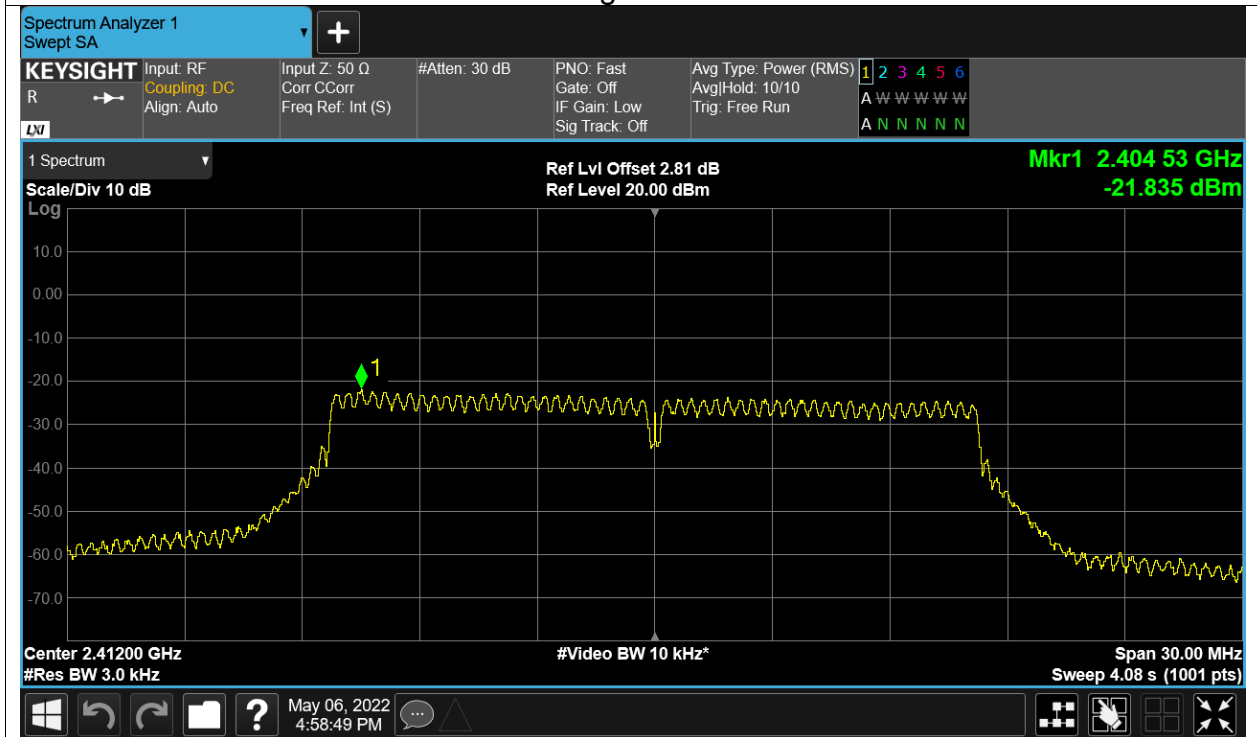 Spectrum Analyzer 1
Swept SA
+
KEYSIGHT
R
LXI
Input: RF
Coupling: DC
Align: Auto
Input Z: 50 Ω
Corr CCorr
Freq Ref: Int (S)
#Atten: 30 dB
PNO: Fast
Gate: Off
IF Gain: Low
Sig Track: Off
Avg Type: Power (RMS)
Avg|Hold: 10/10
Trig: Free Run
1 2 3 4 5 6
A W W W W W
A N N N N N
1 Spectrum
Scale/Div 10 dB
Log
Ref Lvl Offset 2.81 dB
Ref Level 20.00 dBm
Mkr1 2.404 53 GHz
-21.835 dBm
10.0
0.00
-10.0
-20.0
-30.0
-40.0
-50.0
-60.0
-70.0
1
Center 2.41200 GHz
#Res BW 3.0 kHz
#Video BW 10 kHz*
Span 30.00 MHz
Sweep 4.08 s (1001 pts)
?
May 06, 2022
4:58:49 PM